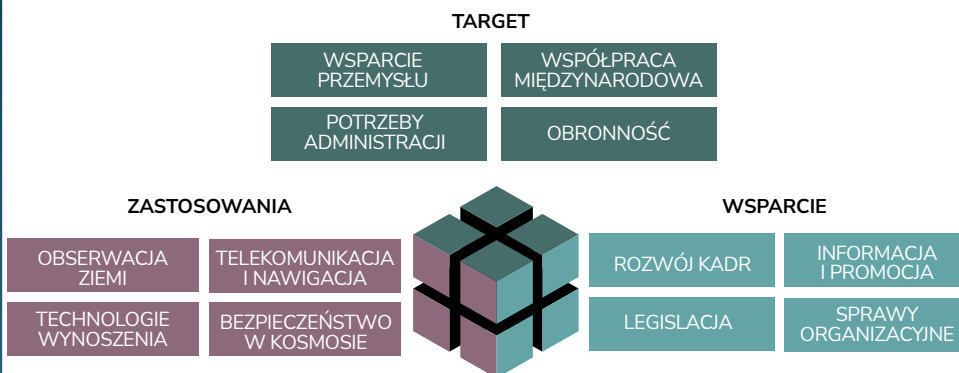 TARGET
WSPARCIE
PRZEMYSŁU
WSPÓŁPRACA
MIĘDZYNARODOWA
POTRZEBY
ADMINISTRACJI
OBRONNOŚĆ
ZASTOSOWANIA
OBSERWACJA
ZIEMI
TELEKOMUNIKACJA
I NAWIGACJA
TECHNOLOGIE
WYNOSZENIA
BEZPIECZEŃSTWO
W KOSMOSIE
WSPARCIE
ROZWÓJ KADR
INFORMACJA
I PROMOCJA
LEGISLACJA
SPRAWY
ORGANIZACYJNE